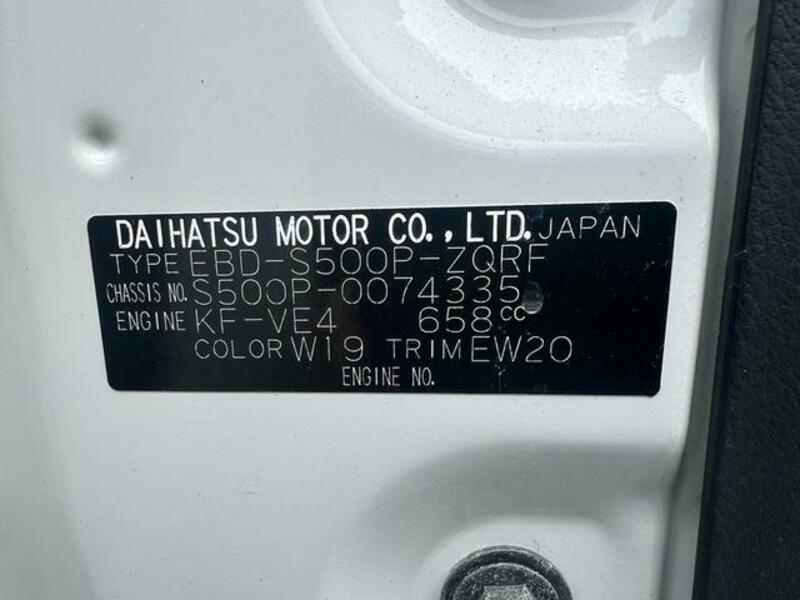 DAIHATSU MOTOR CO., LTD. JAPAN
TYPE EBD-S500P-ZQRF
CHASSIS NO. S500P-0074335
ENGINE KF-VE4 658cc
COLOR W19 TRIM EW20
ENGINE NO.